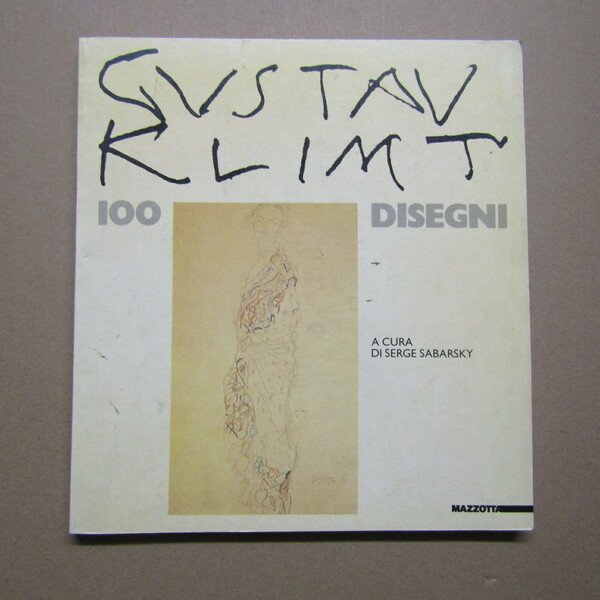 GUSTAV
KLIMT
100 DISEGNI
A CURA
DI SERGE SABARSKY
MAZZOTTA